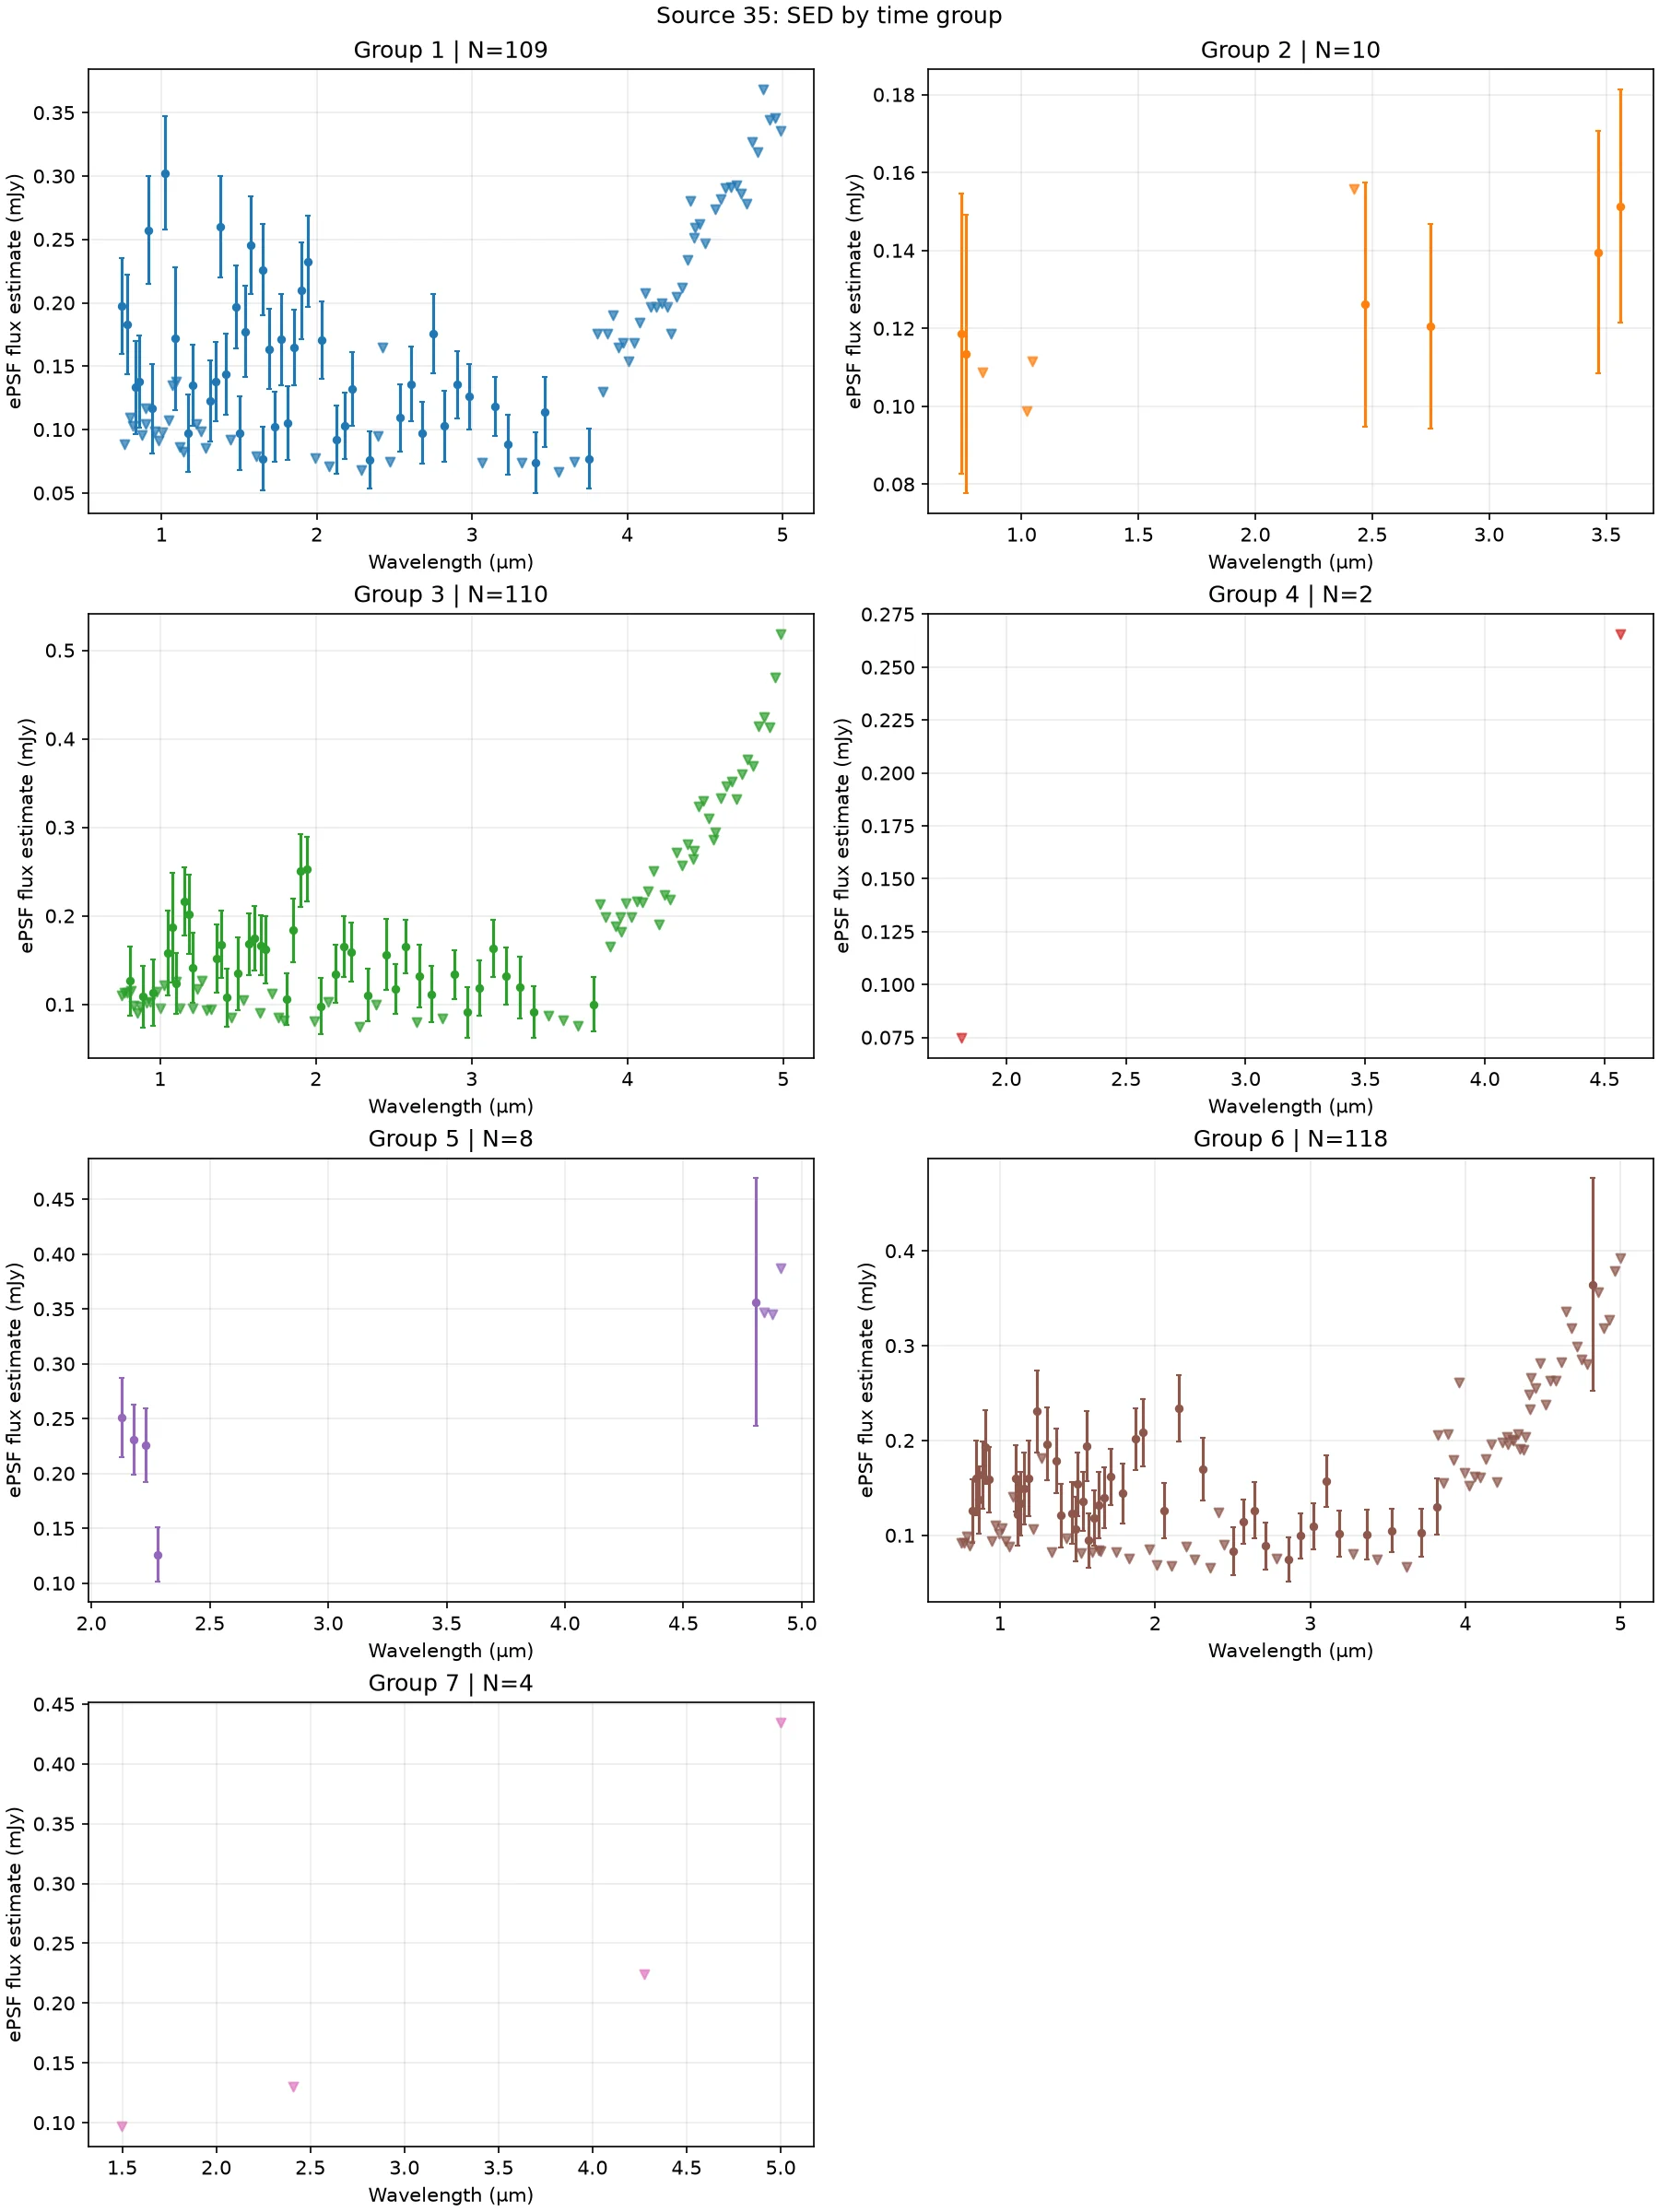 Source 35: SED by time group
Group 1 | N=109
0.35
0.30
0.25
0.20
0.15
0.10
0.05
ePSF flux estimate (mJy)
1 2 3 4 5
Wavelength (μm)
Group 2 | N=10
0.18
0.16
0.14
0.12
0.10
0.08
ePSF flux estimate (mJy)
1.0 1.5 2.0 2.5 3.0 3.5
Wavelength (μm)
Group 3 | N=110
0.5
0.4
0.3
0.2
0.1
ePSF flux estimate (mJy)
1 2 3 4 5
Wavelength (μm)
Group 4 | N=2
0.275
0.250
0.225
0.200
0.175
0.150
0.125
0.100
0.075
ePSF flux estimate (mJy)
2.0 2.5 3.0 3.5 4.0 4.5
Wavelength (μm)
Group 5 | N=8
0.45
0.40
0.35
0.30
0.25
0.20
0.15
0.10
ePSF flux estimate (mJy)
2.0 2.5 3.0 3.5 4.0 4.5 5.0
Wavelength (μm)
Group 6 | N=118
0.4
0.3
0.2
0.1
ePSF flux estimate (mJy)
1 2 3 4 5
Wavelength (μm)
Group 7 | N=4
0.45
0.40
0.35
0.30
0.25
0.20
0.15
0.10
ePSF flux estimate (mJy)
1.5 2.0 2.5 3.0 3.5 4.0 4.5 5.0
Wavelength (μm)